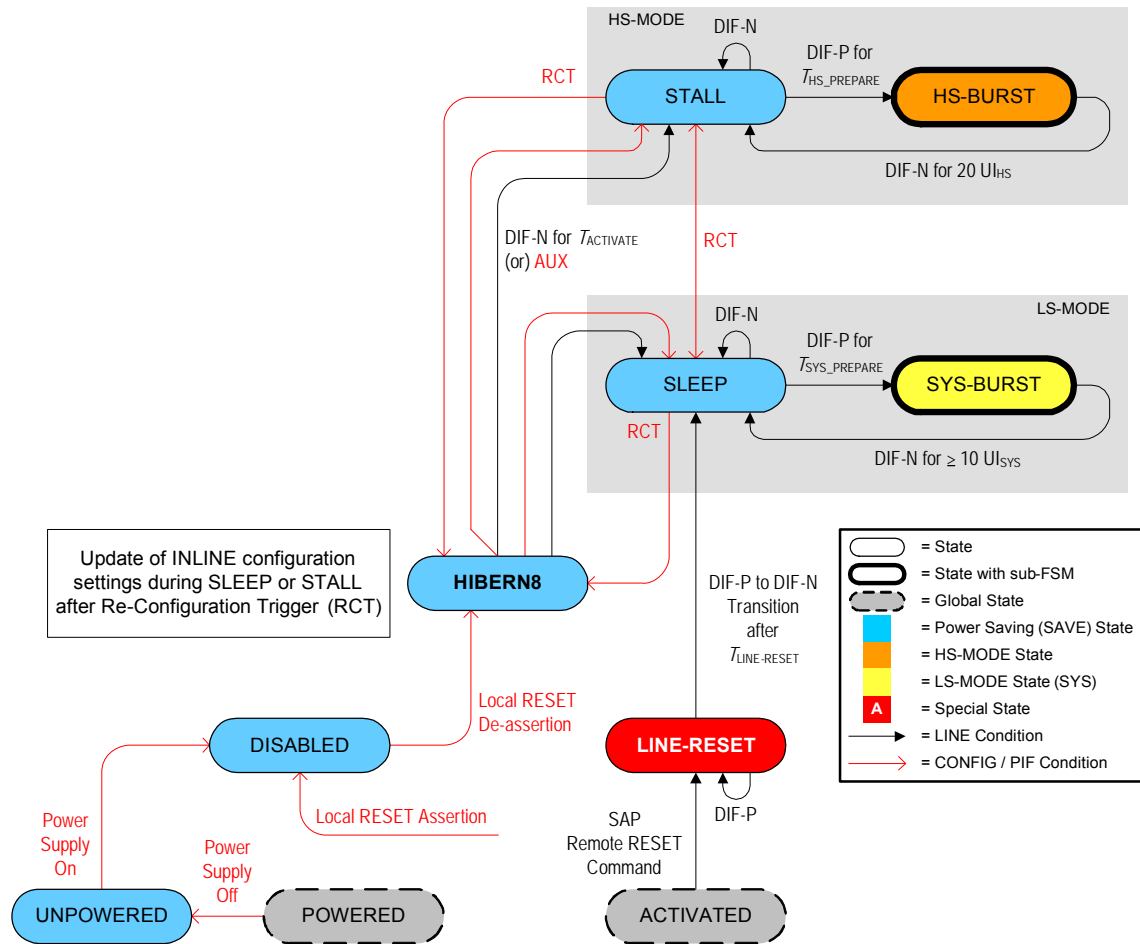 HS-MODE
DIF-N
DIF-P for
THS_PREPARE
RCT
STALL
HS-BURST
DIF-N for 20 UIHS
DIF-N for TACTIVATE
(or) AUX
RCT
LS-MODE
DIF-N
DIF-P for
TSYS_PREPARE
SLEEP
SYS-BURST
RCT
DIF-N for ≥ 10 UISYS
Update of INLINE configuration
settings during SLEEP or STALL
after Re-Configuration Trigger (RCT)
HIBERN8
DIF-P to DIF-N
Transition
after
TLINE-RESET
= State
= State with sub-FSM
= Global State
= Power Saving (SAVE) State
= HS-MODE State
= LS-MODE State (SYS)
A = Special State
= LINE Condition
= CONFIG / PIF Condition
Local RESET
De-assertion
DISABLED
LINE-RESET
DIF-P
Local RESET Assertion
SAP
Remote RESET
Command
Power
Supply
On
Power
Supply
Off
UNPOWERED
POWERED
ACTIVATED